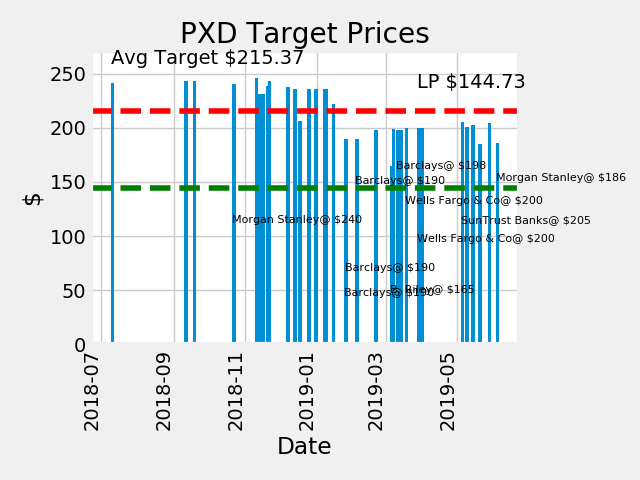 PXD Target Prices
Avg Target $215.37
LP $144.73
250
200
150
100
50
0
$
Barclays@ $198
Barclays@ $190
Morgan Stanley@ $186
Wells Fargo & Co@ $200
Morgan Stanley@ $240
SunTrust Banks@ $205
Wells Fargo & Co@ $200
Barclays@ $190
Barclays@ $190
B. Riley@ $165
2018-07
2018-09
2018-11
2019-01
2019-03
2019-05
Date